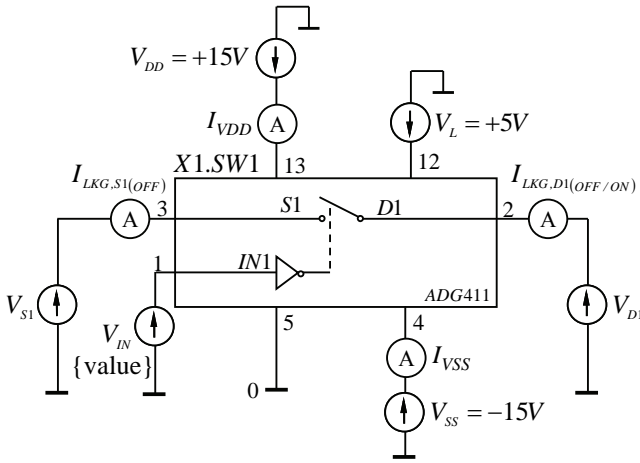 V_DD = +15V
I_VDD
A
V_L = +5V
X1.SW1
13
12
I_LKG,S1(OFF)
I_LKG,D1(OFF/ON)
A
3
S1
D1
2
A
1
IN1
V_S1
V_IN
{value}
ADG411
V_D1
5
4
A
I_VSS
0
V_SS = −15V